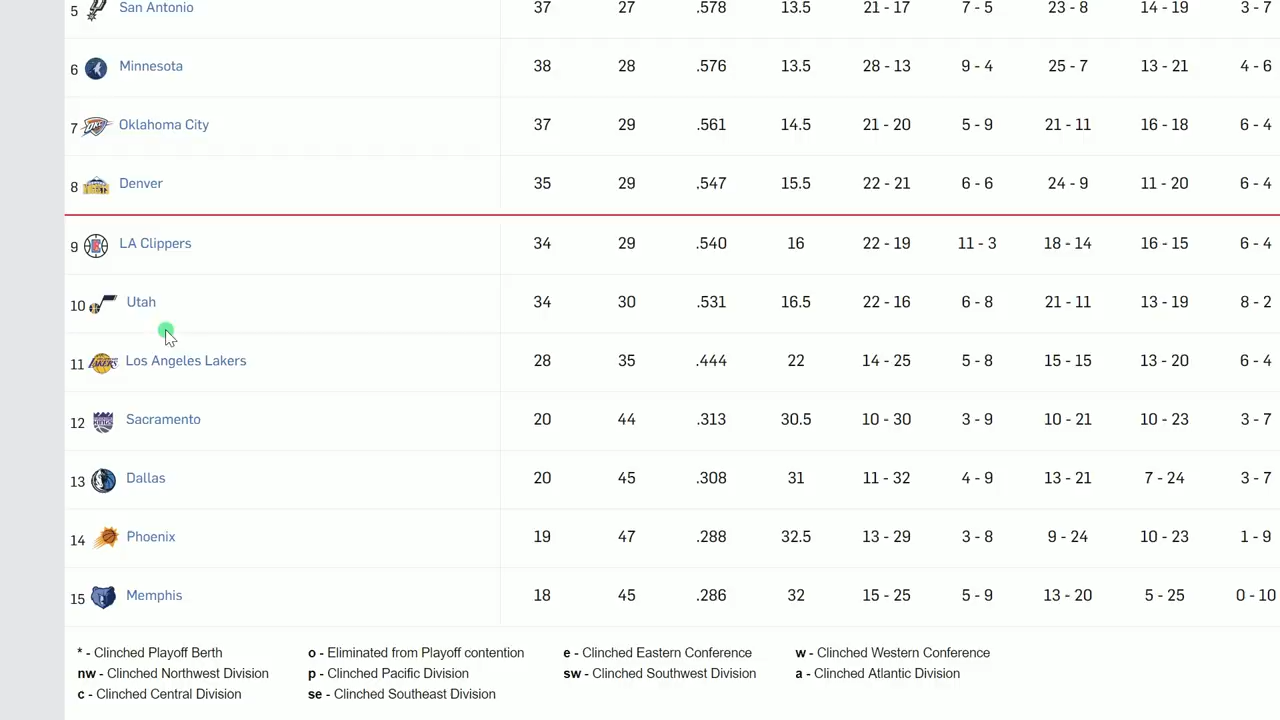 5 San Antonio 37 27 .578 13.5 21 - 17 7 - 5 23 - 8 14 - 19 3 - 7
6 Minnesota 38 28 .576 13.5 28 - 13 9 - 4 25 - 7 13 - 21 4 - 6
7 Oklahoma City 37 29 .561 14.5 21 - 20 5 - 9 21 - 11 16 - 18 6 - 4
8 Denver 35 29 .547 15.5 22 - 21 6 - 6 24 - 9 11 - 20 6 - 4
9 LA Clippers 34 29 .540 16 22 - 19 11 - 3 18 - 14 16 - 15 6 - 4
10 Utah 34 30 .531 16.5 22 - 16 6 - 8 21 - 11 13 - 19 8 - 2
11 Los Angeles Lakers 28 35 .444 22 14 - 25 5 - 8 15 - 15 13 - 20 6 - 4
12 Sacramento 20 44 .313 30.5 10 - 30 3 - 9 10 - 21 10 - 23 3 - 7
13 Dallas 20 45 .308 31 11 - 32 4 - 9 13 - 21 7 - 24 3 - 7
14 Phoenix 19 47 .288 32.5 13 - 29 3 - 8 9 - 24 10 - 23 1 - 9
15 Memphis 18 45 .286 32 15 - 25 5 - 9 13 - 20 5 - 25 0 - 10
* - Clinched Playoff Berth o - Eliminated from Playoff contention e - Clinched Eastern Conference w - Clinched Western Conference
nw - Clinched Northwest Division p - Clinched Pacific Division sw - Clinched Southwest Division a - Clinched Atlantic Division
c - Clinched Central Division se - Clinched Southeast Division